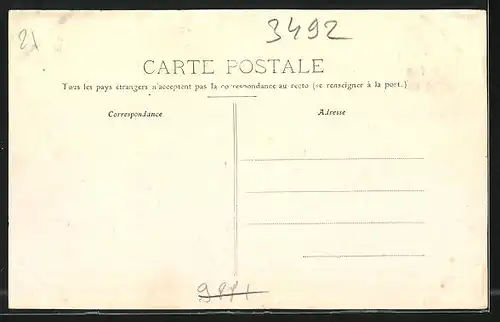 21
3492
CARTE POSTALE
Tous les pays étrangers n'acceptent pas la correspondance au recto (se renseigner à la poste.)
Correspondance
Adresse